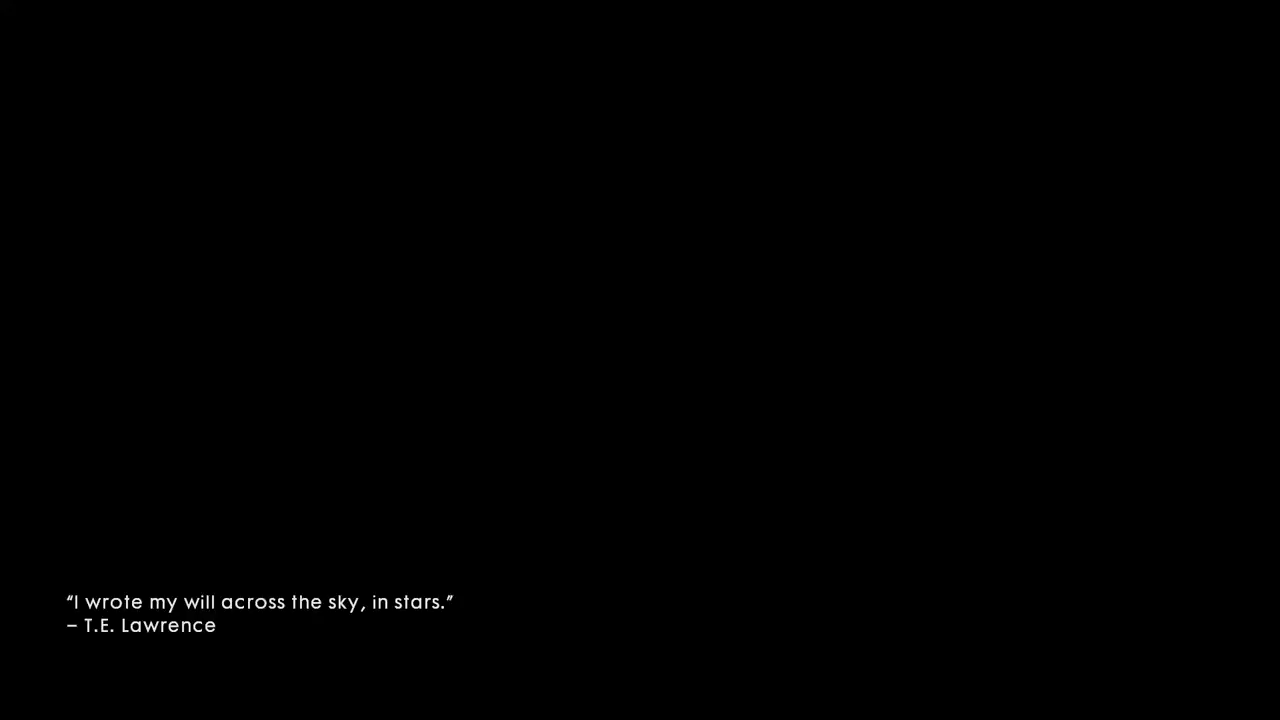 “I wrote my will across the sky, in stars.”
– T.E. Lawrence